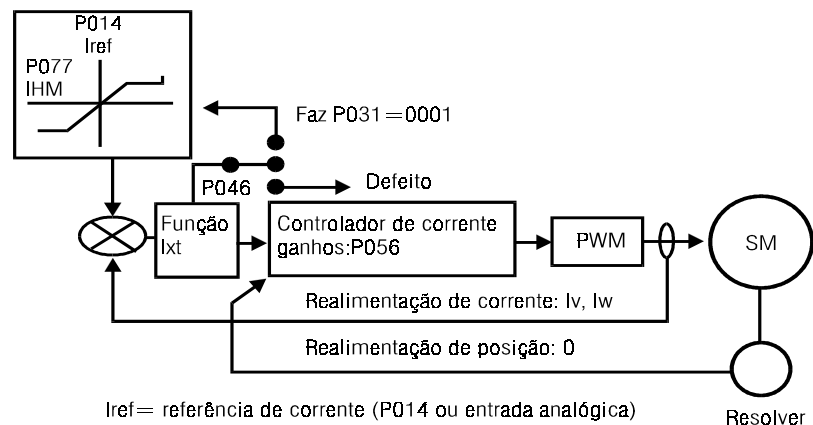 P014
Iref
P077
IHM
Faz P031=0001
P046
Defeito
Função
Ixt
Controlador de corrente
ganhos:P056
PWM
SM
Realimentação de corrente: Iv, Iw
Realimentação de posição: 0
Iref= referência de corrente (P014 ou entrada analógica)
Resolver